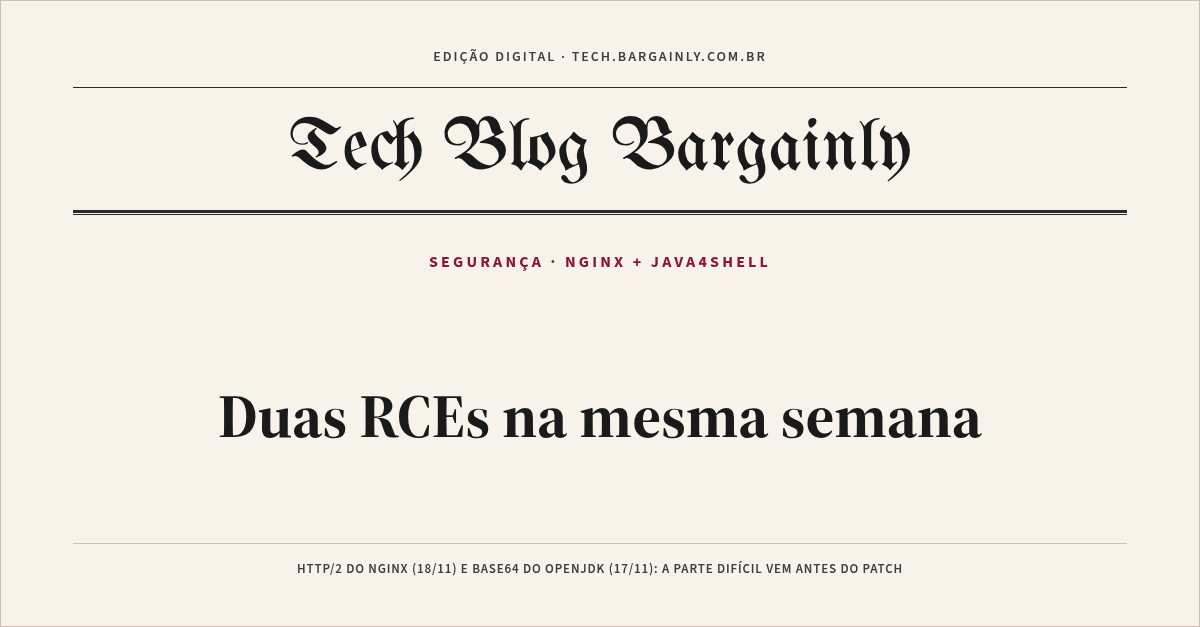 EDIÇÃO DIGITAL · TECH.BARGAINLY.COM.BR
Tech Blog Bargainly
SEGURANÇA · NGINX + JAVA4SHELL
Duas RCEs na mesma semana
HTTP/2 DO NGINX (18/11) E BASE64 DO OPENJDK (17/11): A PARTE DIFÍCIL VEM ANTES DO PATCH